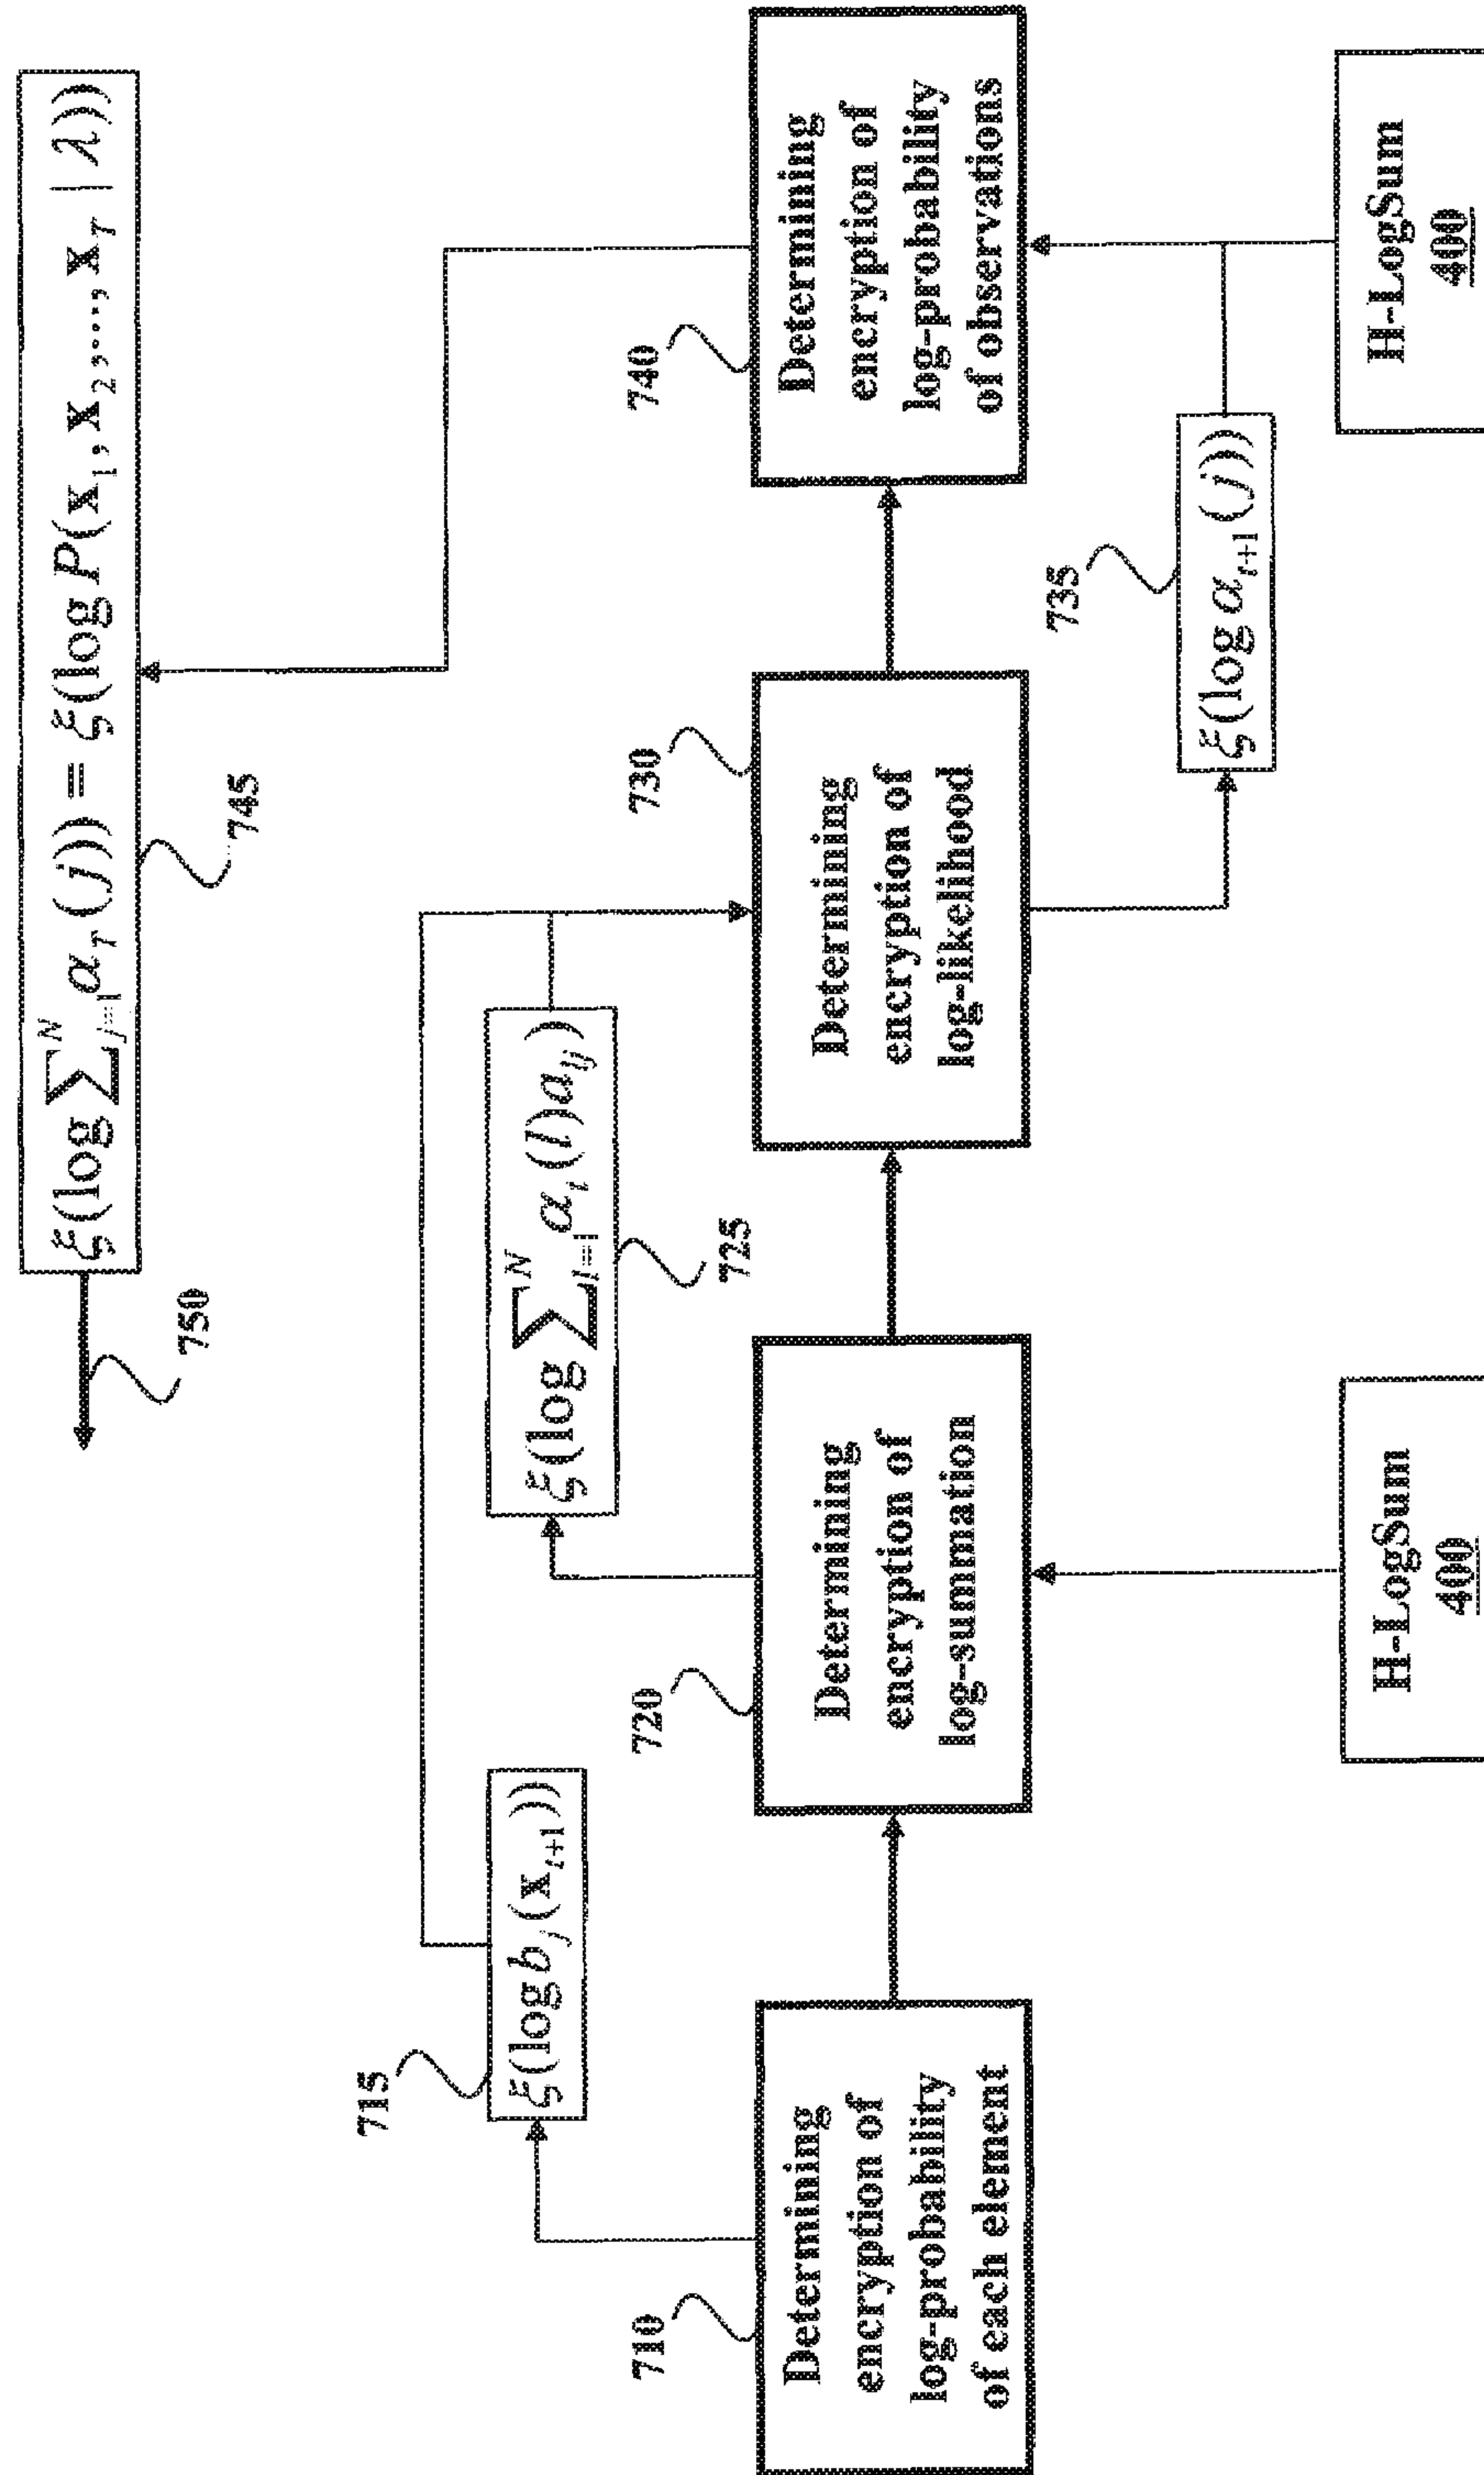 ξ(log ∑_{j=1}^{N} α_T(j)) = ξ(log P(x_1, x_2, ..., x_T | λ))
745
750
715
ξ(log b_j(x_{t+1}))
ξ(log ∑_{l=1}^{N} α_t(l)a_{lj})
725
710
Determining
encryption of
log-probability
of each element
720
Determining
encryption of
log-summation
730
Determining
encryption of
log-likelihood
740
Determining
encryption of
log-probability
of observations
735
ξ(log α_{t+1}(j))
H-LogSum
400
H-LogSum
400